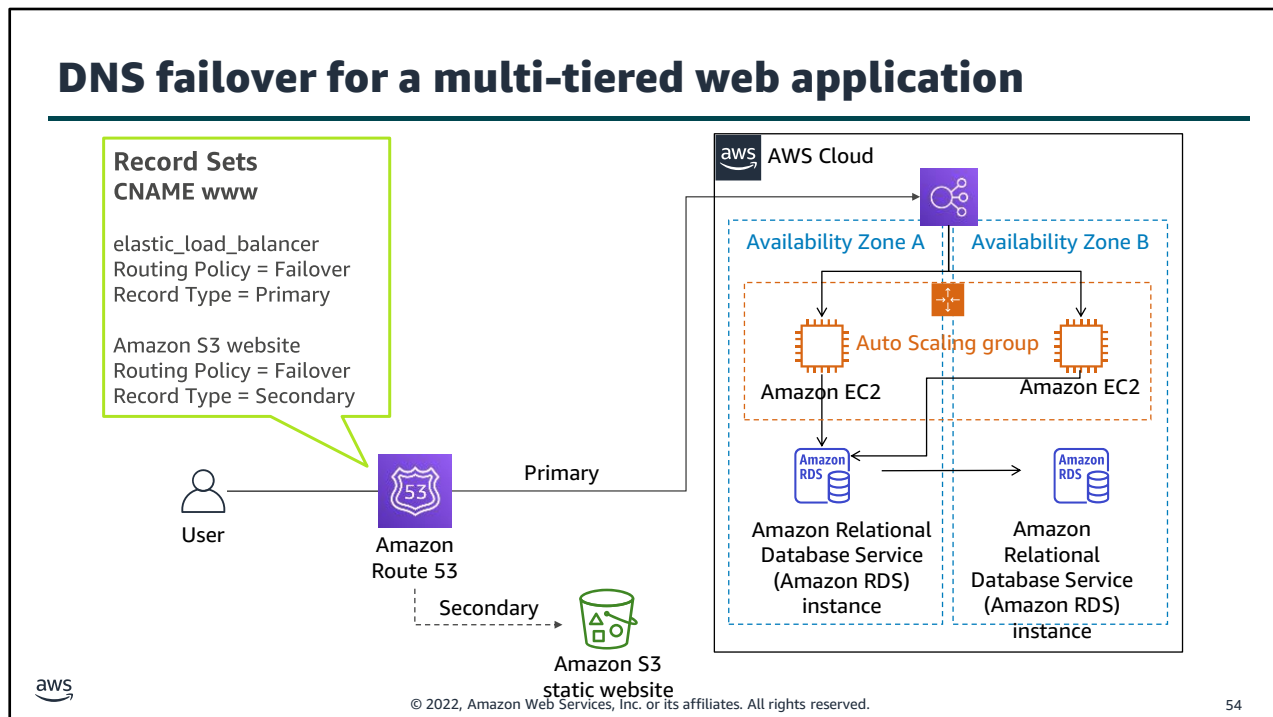 DNS failover for a multi-tiered web application
Record Sets
CNAME www
elastic_load_balancer
Routing Policy = Failover
Record Type = Primary
Amazon S3 website
Routing Policy = Failover
Record Type = Secondary
aws
AWS Cloud
Availability Zone A
Availability Zone B
Auto Scaling group
Amazon EC2
Amazon EC2
Amazon
RDS
Amazon
RDS
Amazon Relational
Database Service
(Amazon RDS)
instance
Amazon
Relational
Database Service
(Amazon RDS)
instance
User
53
Amazon
Route 53
Primary
Secondary
Amazon S3
static website
aws
© 2022, Amazon Web Services, Inc. or its affiliates. All rights reserved.
54